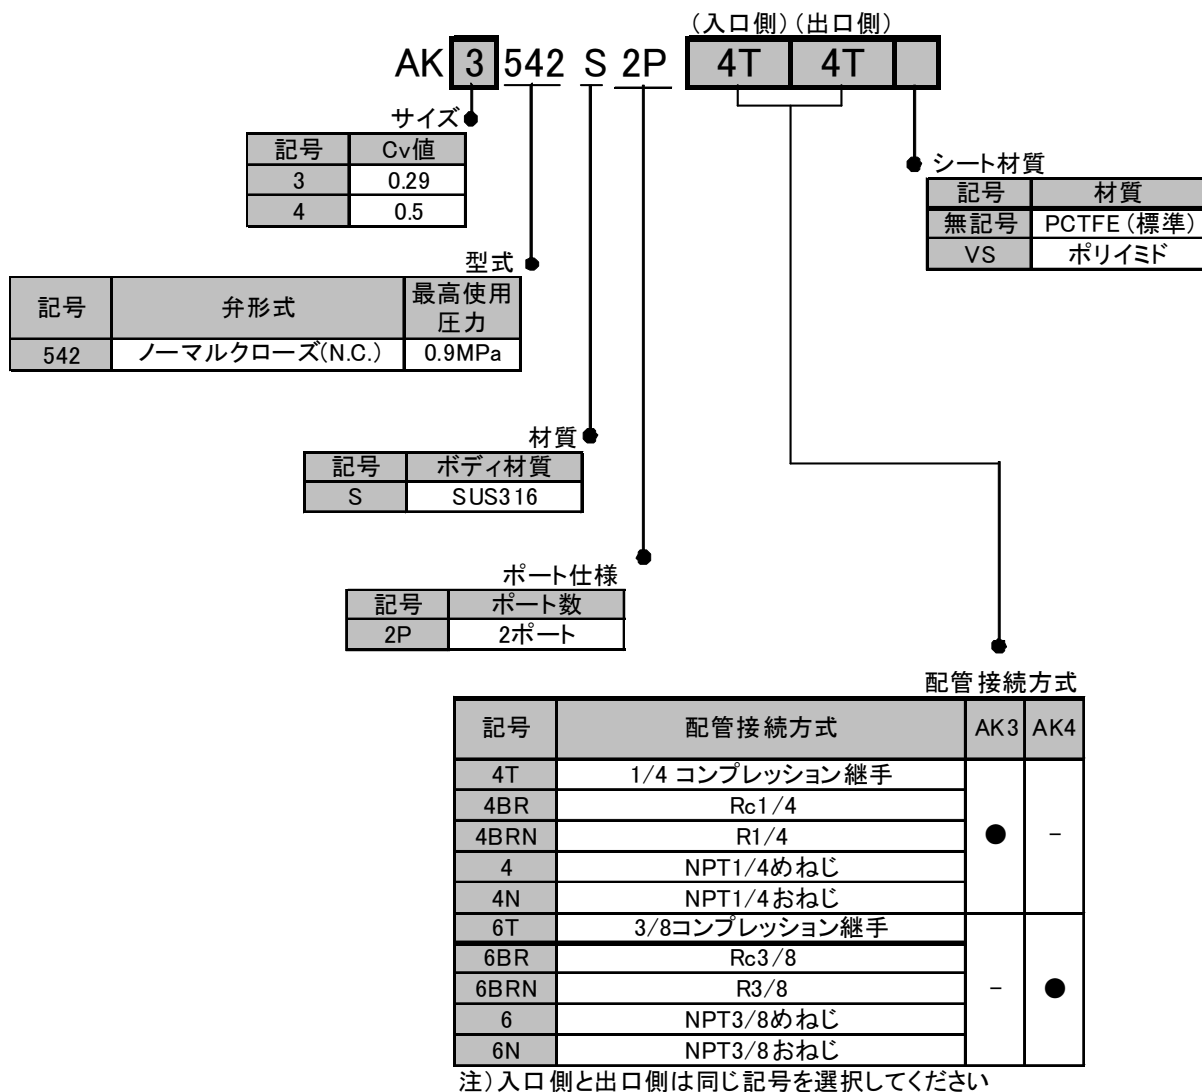 (入口側)(出口側)
AK 3 542 S 2P 4T 4T
サイズ
記号 Cv値
3 0.29
4 0.5
シート材質
記号 材質
無記号 PCTFE(標準)
VS ポリイミド
型式
記号 弁形式 最高使用
圧力
542 ノーマルクローズ(N.C.) 0.9MPa
材質
記号 ボディ材質
S SUS316
ポート仕様
記号 ポート数
2P 2ポート
配管接続方式
記号 配管接続方式 AK3 AK4
4T 1/4 コンプレッション継手
4BR Rc1/4
4BRN R1/4 ● -
4 NPT1/4めねじ
4N NPT1/4おねじ
6T 3/8コンプレッション継手
6BR Rc3/8
6BRN R3/8 - ●
6 NPT3/8めねじ
6N NPT3/8おねじ
注)入口側と出口側は同じ記号を選択してください